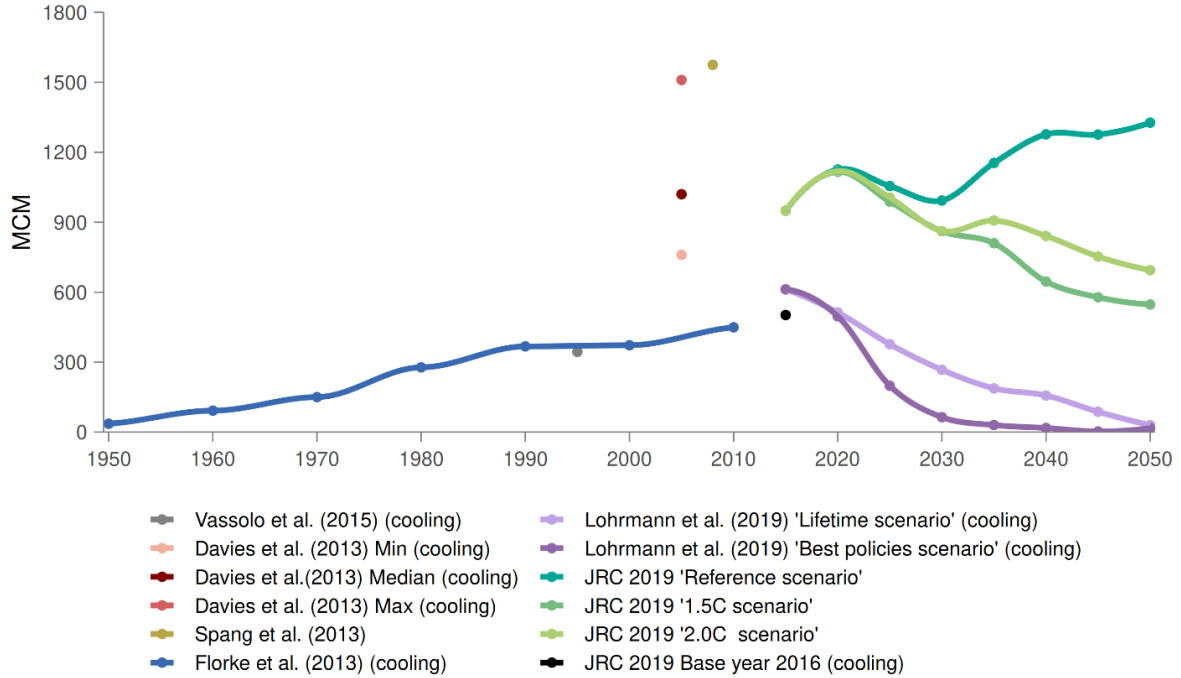 1800
1500
1200
900
600
300
0
MCM
1950 1960 1970 1980 1990 2000 2010 2020 2030 2040 2050
Vassolo et al. (2015) (cooling)
Davies et al. (2013) Min (cooling)
Davies et al.(2013) Median (cooling)
Davies et al. (2013) Max (cooling)
Spang et al. (2013)
Florke et al. (2013) (cooling)
Lohrmann et al. (2019) 'Lifetime scenario' (cooling)
Lohrmann et al. (2019) 'Best policies scenario' (cooling)
JRC 2019 'Reference scenario'
JRC 2019 '1.5C scenario'
JRC 2019 '2.0C  scenario'
JRC 2019 Base year 2016 (cooling)